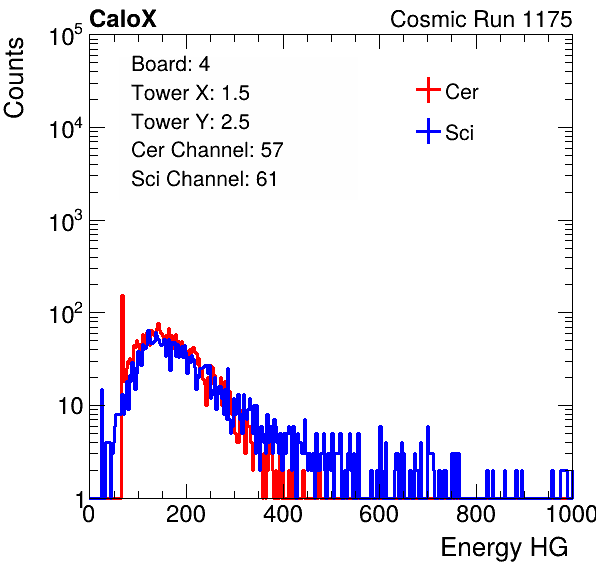 CaloX Cosmic Run 1175
Counts
10^5
10^4
10^3
10^2
10
1
Board: 4
Tower X: 1.5
Tower Y: 2.5
Cer Channel: 57
Sci Channel: 61
Cer
Sci
0 200 400 600 800 1000
Energy HG